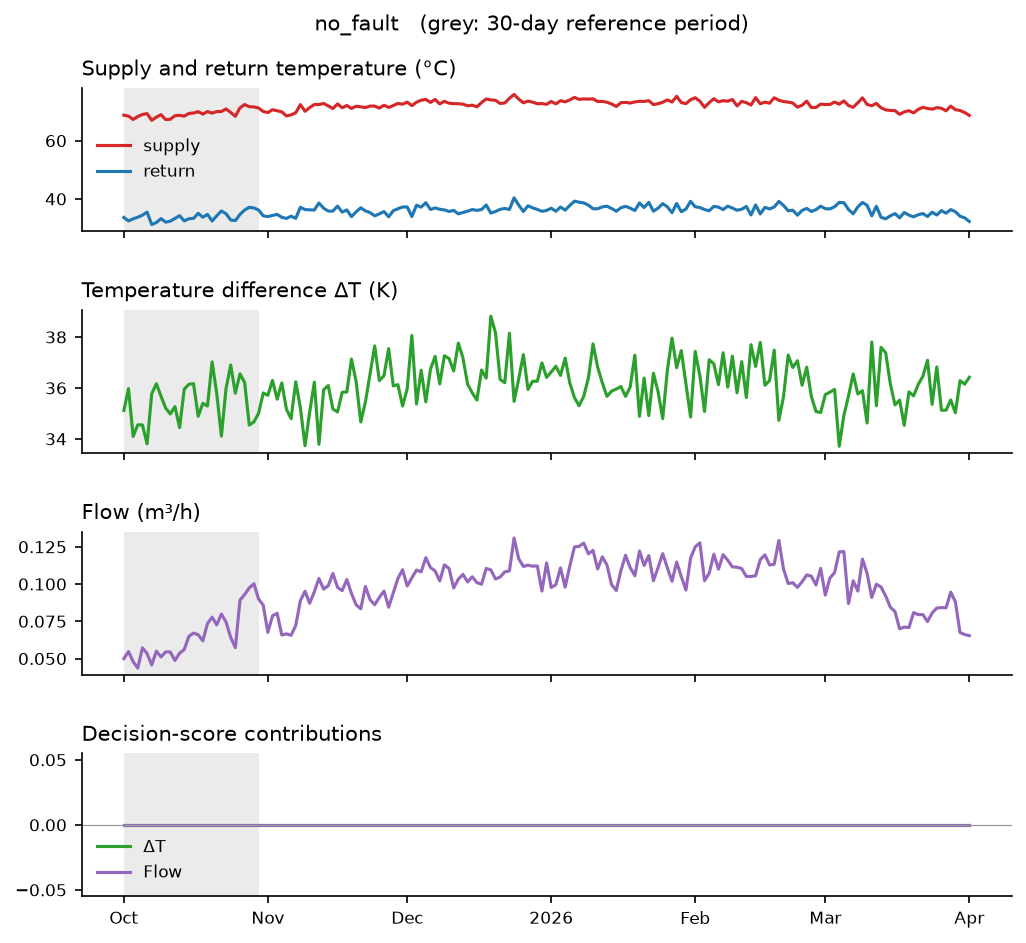 no_fault   (grey: 30-day reference period)
Supply and return temperature (°C)
60
40
supply
return
Temperature difference ΔT (K)
38
36
34
Flow (m³/h)
0.125
0.100
0.075
0.050
Decision-score contributions
0.05
0.00
−0.05
ΔT
Flow
Oct Nov Dec 2026 Feb Mar Apr